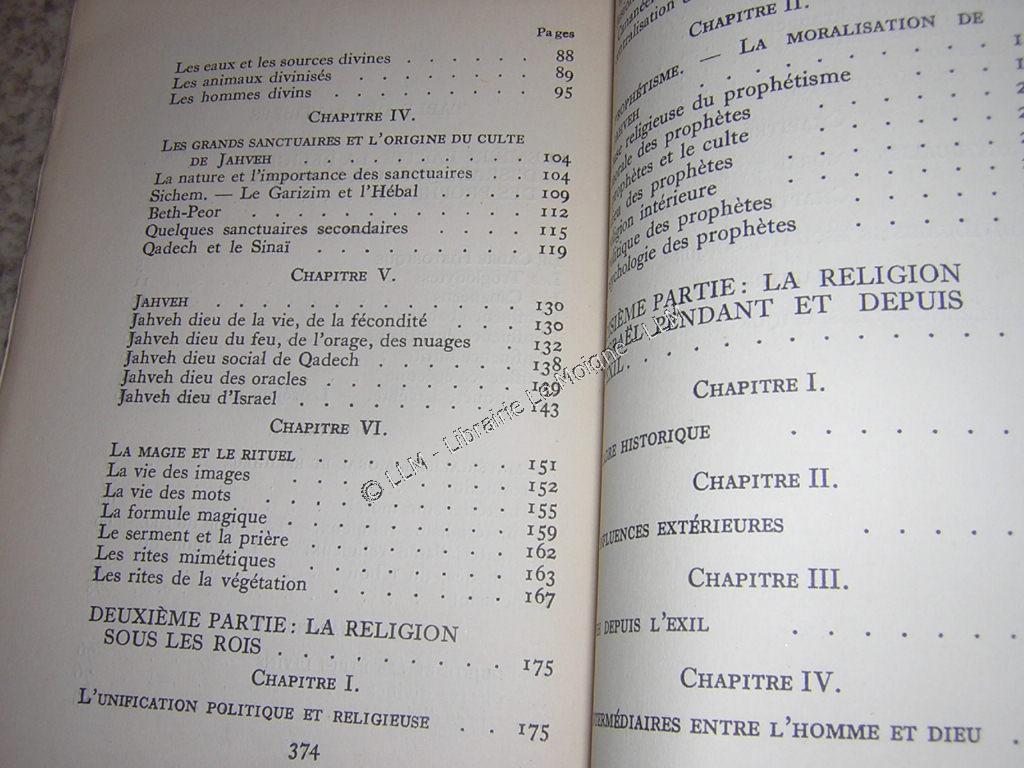 Pages
Les eaux et les sources divines . . . . . . 88
Les animaux divinisés . . . . . . . . 89
Les hommes divins . . . . . . . . 95
CHAPITRE IV.
LES GRANDS SANCTUAIRES ET L'ORIGINE DU CULTE
DE JAHVEH . . . . . . . . . . 104
La nature et l'importance des sanctuaires . . 104
Sichem. — Le Garizim et l'Hébal . . . . . 109
Beth-Peor . . . . . . . . . . . 112
Quelques sanctuaires secondaires . . . . . 115
Qadech et le Sinaï . . . . . . . . . 119
CHAPITRE V.
JAHVEH . . . . . . . . . . . . 130
Jahveh dieu de la vie, de la fécondité . . . . 130
Jahveh dieu du feu, de l'orage, des nuages . . 132
Jahveh dieu social de Qadech . . . . . . 138
Jahveh dieu des oracles . . . . . . . . 139
Jahveh dieu d'Israel . . . . . . . . . 143
CHAPITRE VI.
LA MAGIE ET LE RITUEL . . . . . . . 151
La vie des images . . . . . . . . . 152
La vie des mots . . . . . . . . . 155
La formule magique . . . . . . . . 159
Le serment et la prière . . . . . . . 162
Les rites mimétiques . . . . . . . 163
Les rites de la végétation . . . . . . 167
DEUXIÈME PARTIE: LA RELIGION
SOUS LES ROIS . . . . . . . . . 175
CHAPITRE I.
L'UNIFICATION POLITIQUE ET RELIGIEUSE . . 175
374
CHAPITRE II.
— LA MORALISATION DE
religieuse du prophétisme
des prophètes
et le culte
des prophètes
intérieure
des prophètes
des prophètes
PARTIE: LA RELIGION
PENDANT ET DEPUIS
CHAPITRE I.
HISTORIQUE . . . . . . .
CHAPITRE II.
EXTÉRIEURES . . . . .
CHAPITRE III.
DEPUIS L'EXIL . . . . . .
CHAPITRE IV.
ENTRE L'HOMME ET DIEU .
© LLM - Librairie Le Moigne - LLM